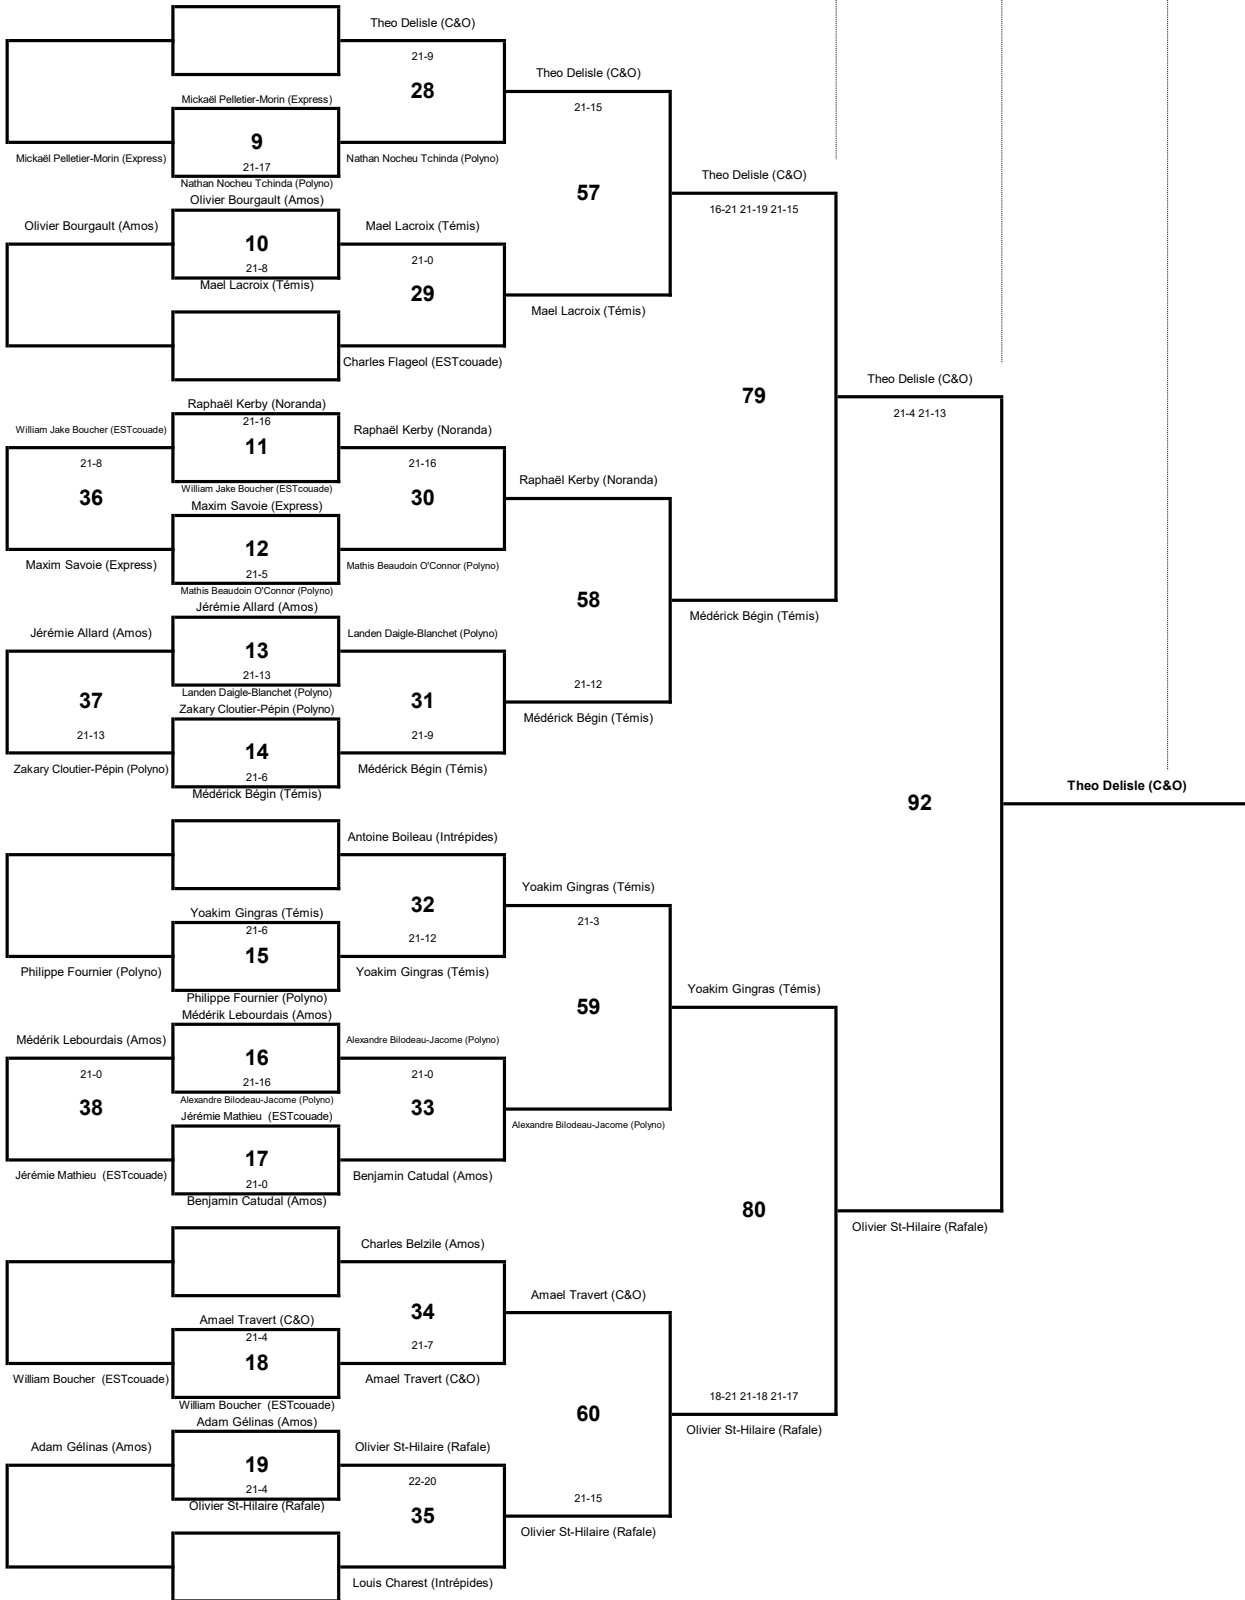 Theo Delisle (C&O)
21-9
28
Theo Delisle (C&O)
21-15
Mickaël Pelletier-Morin (Express)
9
21-17
Nathan Nocheu Tchinda (Polyno)
Mickaël Pelletier-Morin (Express)
Nathan Nocheu Tchinda (Polyno)
57
Theo Delisle (C&O)
16-21 21-19 21-15
Olivier Bourgault (Amos)
Olivier Bourgault (Amos)
10
21-8
Mael Lacroix (Témis)
Mael Lacroix (Témis)
21-0
29
Mael Lacroix (Témis)
Charles Flageol (ESTcouade)
79
Theo Delisle (C&O)
21-4 21-13
Raphaël Kerby (Noranda)
21-16
11
William Jake Boucher (ESTcouade)
William Jake Boucher (ESTcouade)
21-8
36
Raphaël Kerby (Noranda)
21-16
30
Raphaël Kerby (Noranda)
Maxim Savoie (Express)
12
21-5
Mathis Beaudoin O'Connor (Polyno)
Maxim Savoie (Express)
Mathis Beaudoin O'Connor (Polyno)
58
Médérick Bégin (Témis)
Jérémie Allard (Amos)
Jérémie Allard (Amos)
13
21-13
Landen Daigle-Blanchet (Polyno)
Landen Daigle-Blanchet (Polyno)
37
21-13
31
21-9
21-12
Médérick Bégin (Témis)
Zakary Cloutier-Pépin (Polyno)
14
21-6
Médérick Bégin (Témis)
Zakary Cloutier-Pépin (Polyno)
Médérick Bégin (Témis)
92
Theo Delisle (C&O)
Antoine Boileau (Intrépides)
32
21-12
Yoakim Gingras (Témis)
21-3
Yoakim Gingras (Témis)
21-6
15
Philippe Fournier (Polyno)
Philippe Fournier (Polyno)
Yoakim Gingras (Témis)
59
Yoakim Gingras (Témis)
Médérik Lebourdais (Amos)
16
21-16
Alexandre Bilodeau-Jacome (Polyno)
Médérik Lebourdais (Amos)
21-0
38
Alexandre Bilodeau-Jacome (Polyno)
21-0
33
Alexandre Bilodeau-Jacome (Polyno)
Jérémie Mathieu  (ESTcouade)
17
21-0
Benjamin Catudal (Amos)
Jérémie Mathieu  (ESTcouade)
Benjamin Catudal (Amos)
80
Olivier St-Hilaire (Rafale)
Charles Belzile (Amos)
34
21-7
Amael Travert (C&O)
Amael Travert (C&O)
21-4
18
William Boucher  (ESTcouade)
William Boucher  (ESTcouade)
Amael Travert (C&O)
60
18-21 21-18 21-17
Olivier St-Hilaire (Rafale)
Adam Gélinas (Amos)
Adam Gélinas (Amos)
19
21-4
Olivier St-Hilaire (Rafale)
Olivier St-Hilaire (Rafale)
22-20
35
21-15
Olivier St-Hilaire (Rafale)
Louis Charest (Intrépides)